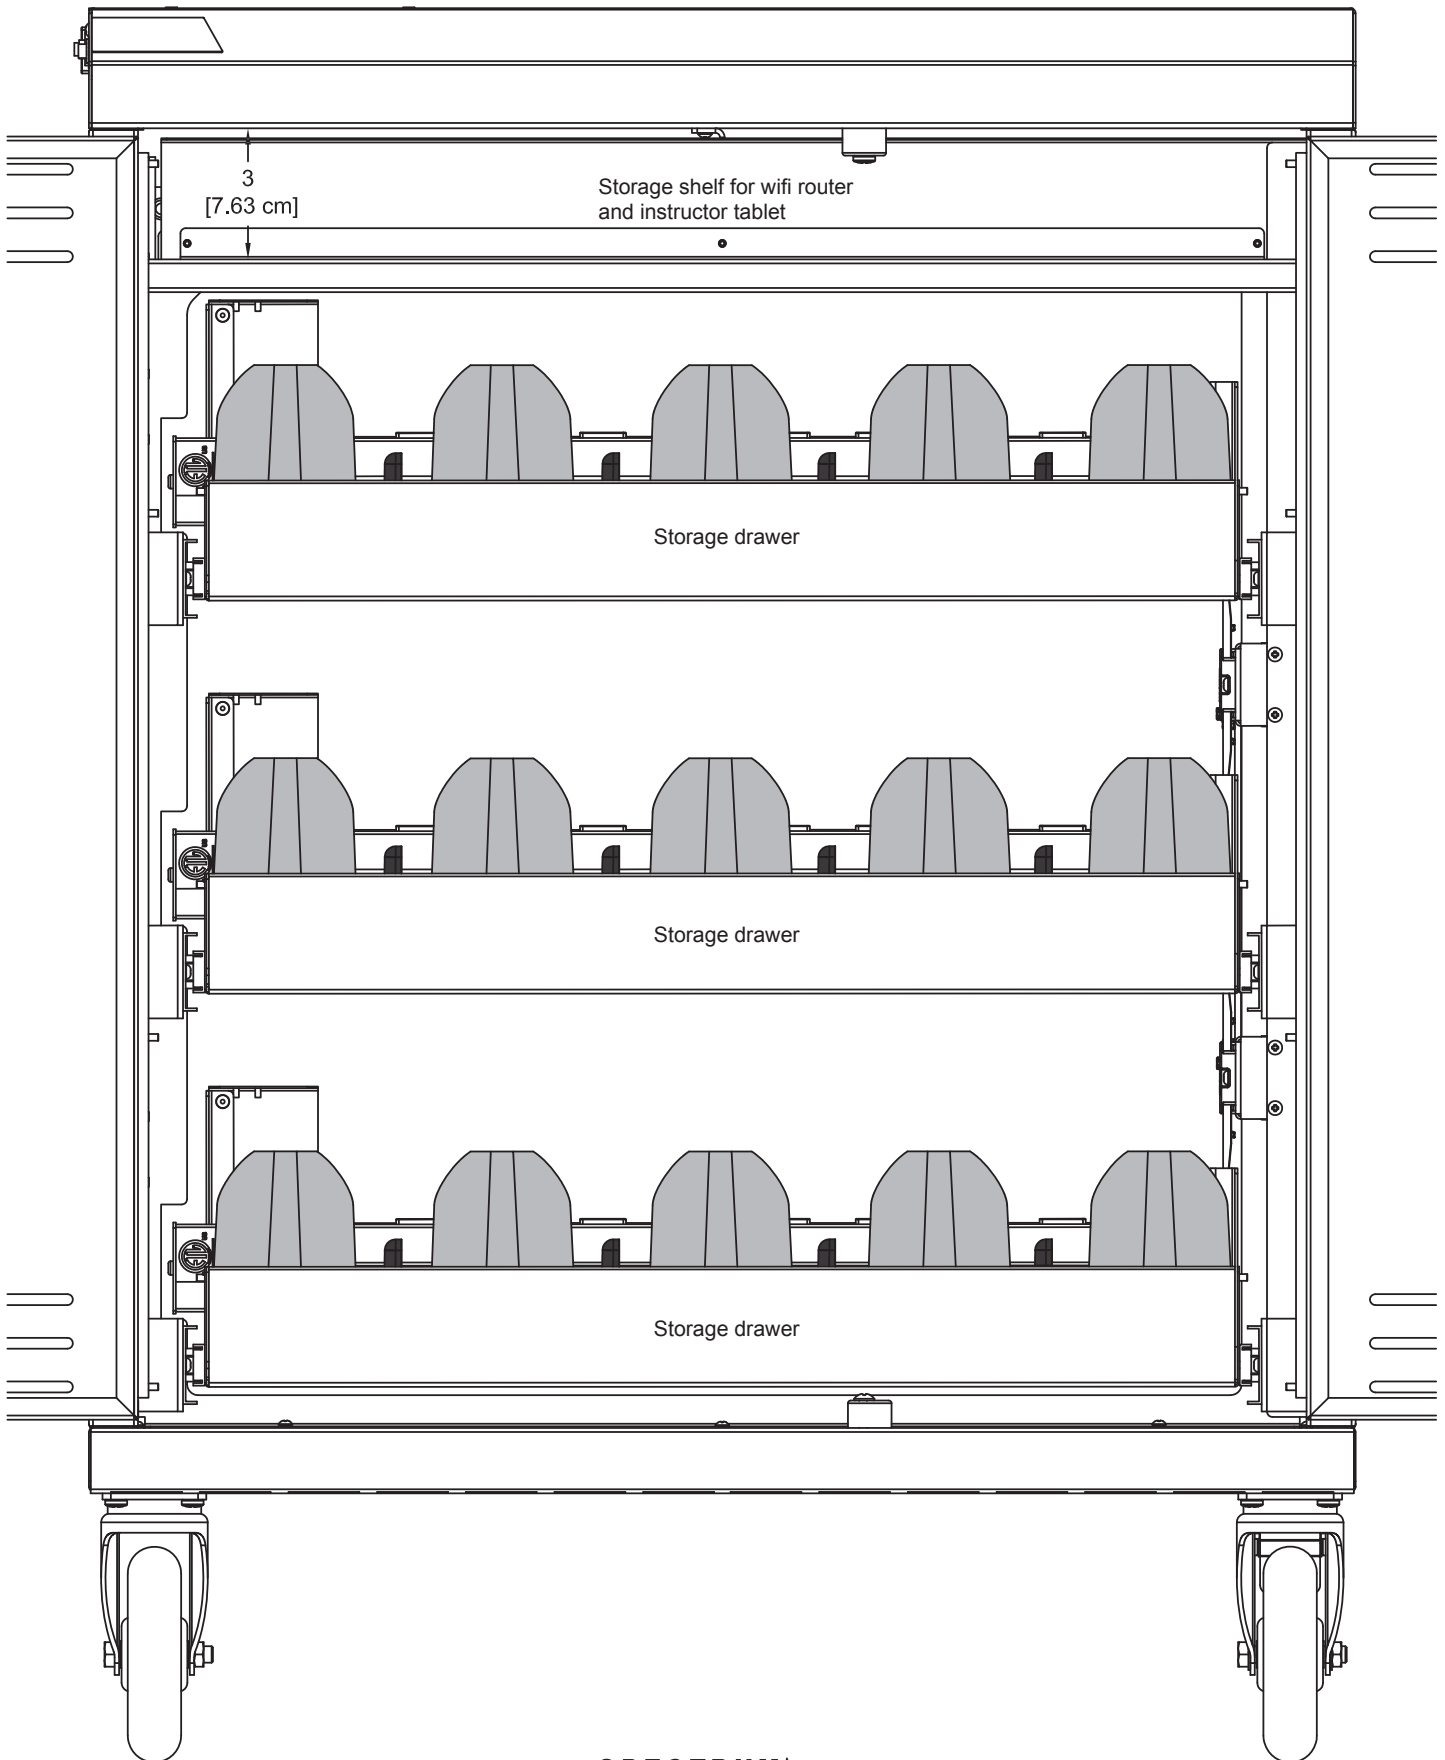 3
[7.63 cm]
Storage shelf for wifi router
and instructor tablet
Storage drawer
Storage drawer
Storage drawer